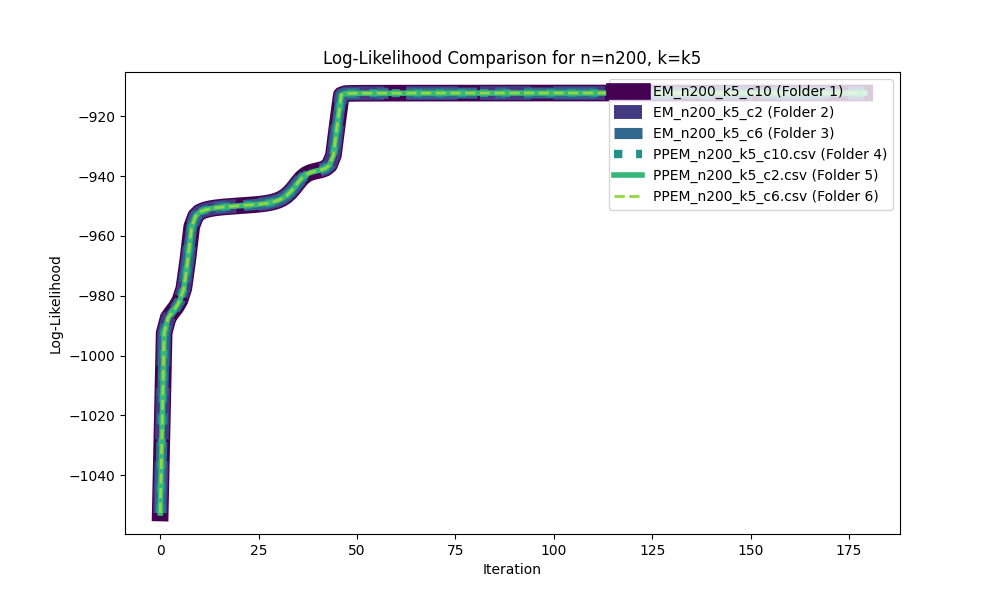 Log-Likelihood Comparison for n=n200, k=k5
EM_n200_k5_c10 (Folder 1)
EM_n200_k5_c2 (Folder 2)
EM_n200_k5_c6 (Folder 3)
PPEM_n200_k5_c10.csv (Folder 4)
PPEM_n200_k5_c2.csv (Folder 5)
PPEM_n200_k5_c6.csv (Folder 6)
Log-Likelihood
−920
−940
−960
−980
−1000
−1020
−1040
0 25 50 75 100 125 150 175
Iteration